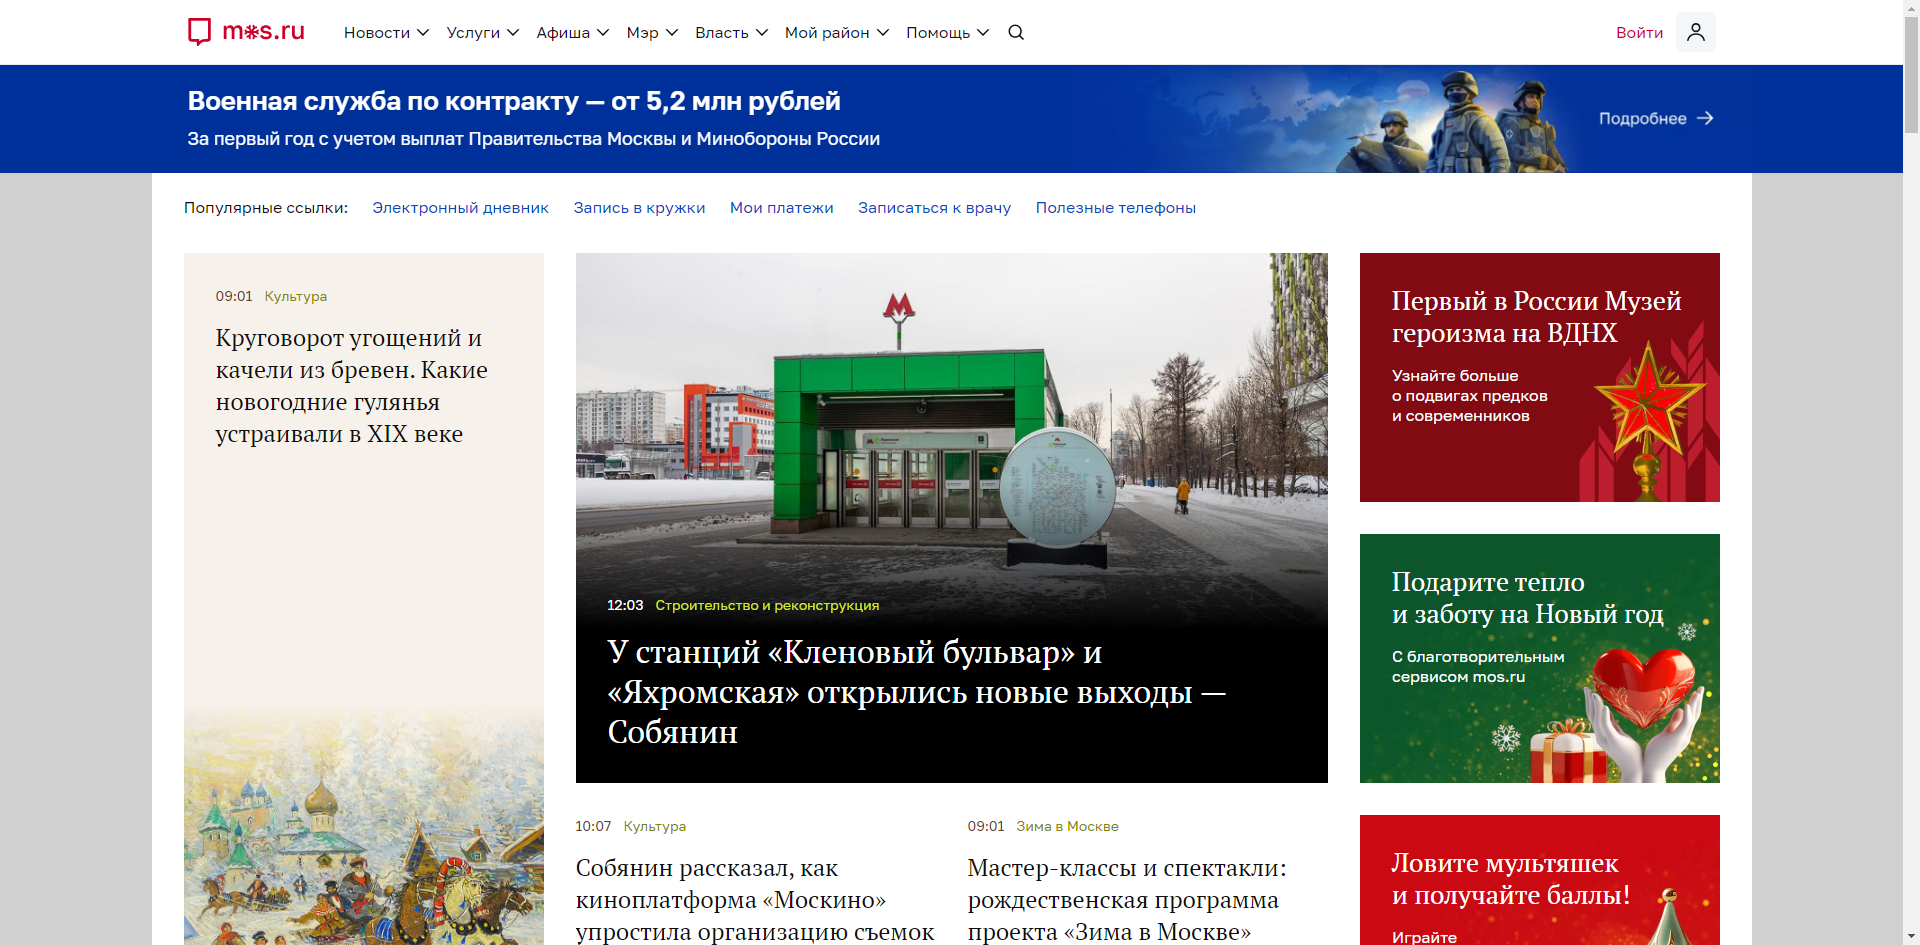 mos.ru
Новости Услуги Афиша Мэр Власть Мой район Помощь
Войти
Военная служба по контракту — от 5,2 млн рублей
За первый год с учетом выплат Правительства Москвы и Минобороны России
Подробнее
Популярные ссылки: Электронный дневник Запись в кружки Мои платежи Записаться к врачу Полезные телефоны
09:01 Культура
Круговорот угощений и
качели из бревен. Какие
новогодние гулянья
устраивали в XIX веке
12:03 Строительство и реконструкция
У станций «Кленовый бульвар» и
«Яхромская» открылись новые выходы —
Собянин
10:07 Культура
Собянин рассказал, как
киноплатформа «Москино»
упростила организацию съемок
09:01 Зима в Москве
Мастер-классы и спектакли:
рождественская программа
проекта «Зима в Москве»
Первый в России Музей
героизма на ВДНХ
Узнайте больше
о подвигах предков
и современников
Подарите тепло
и заботу на Новый год
С благотворительным
сервисом mos.ru
Ловите мультяшек
и получайте баллы!
Играйте